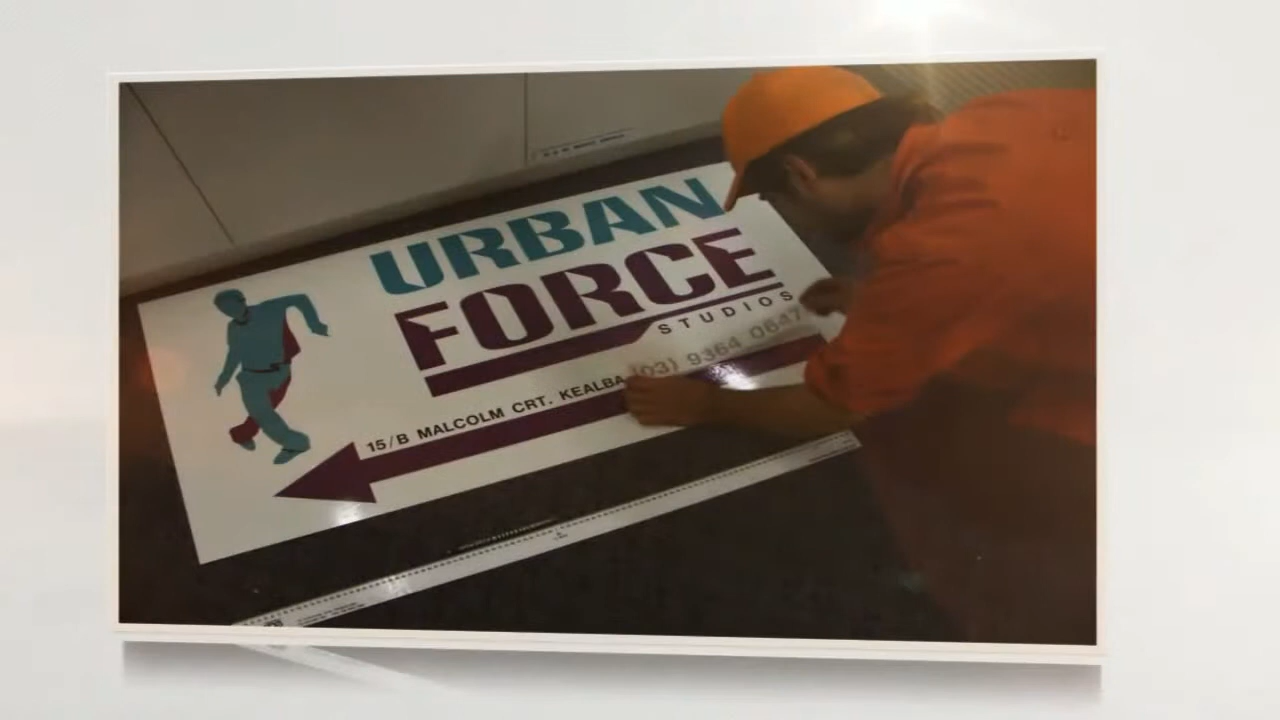 URBAN
FORCE
STUDIOS
(03) 9364 0647
15/B MALCOLM CRT. KEALBA